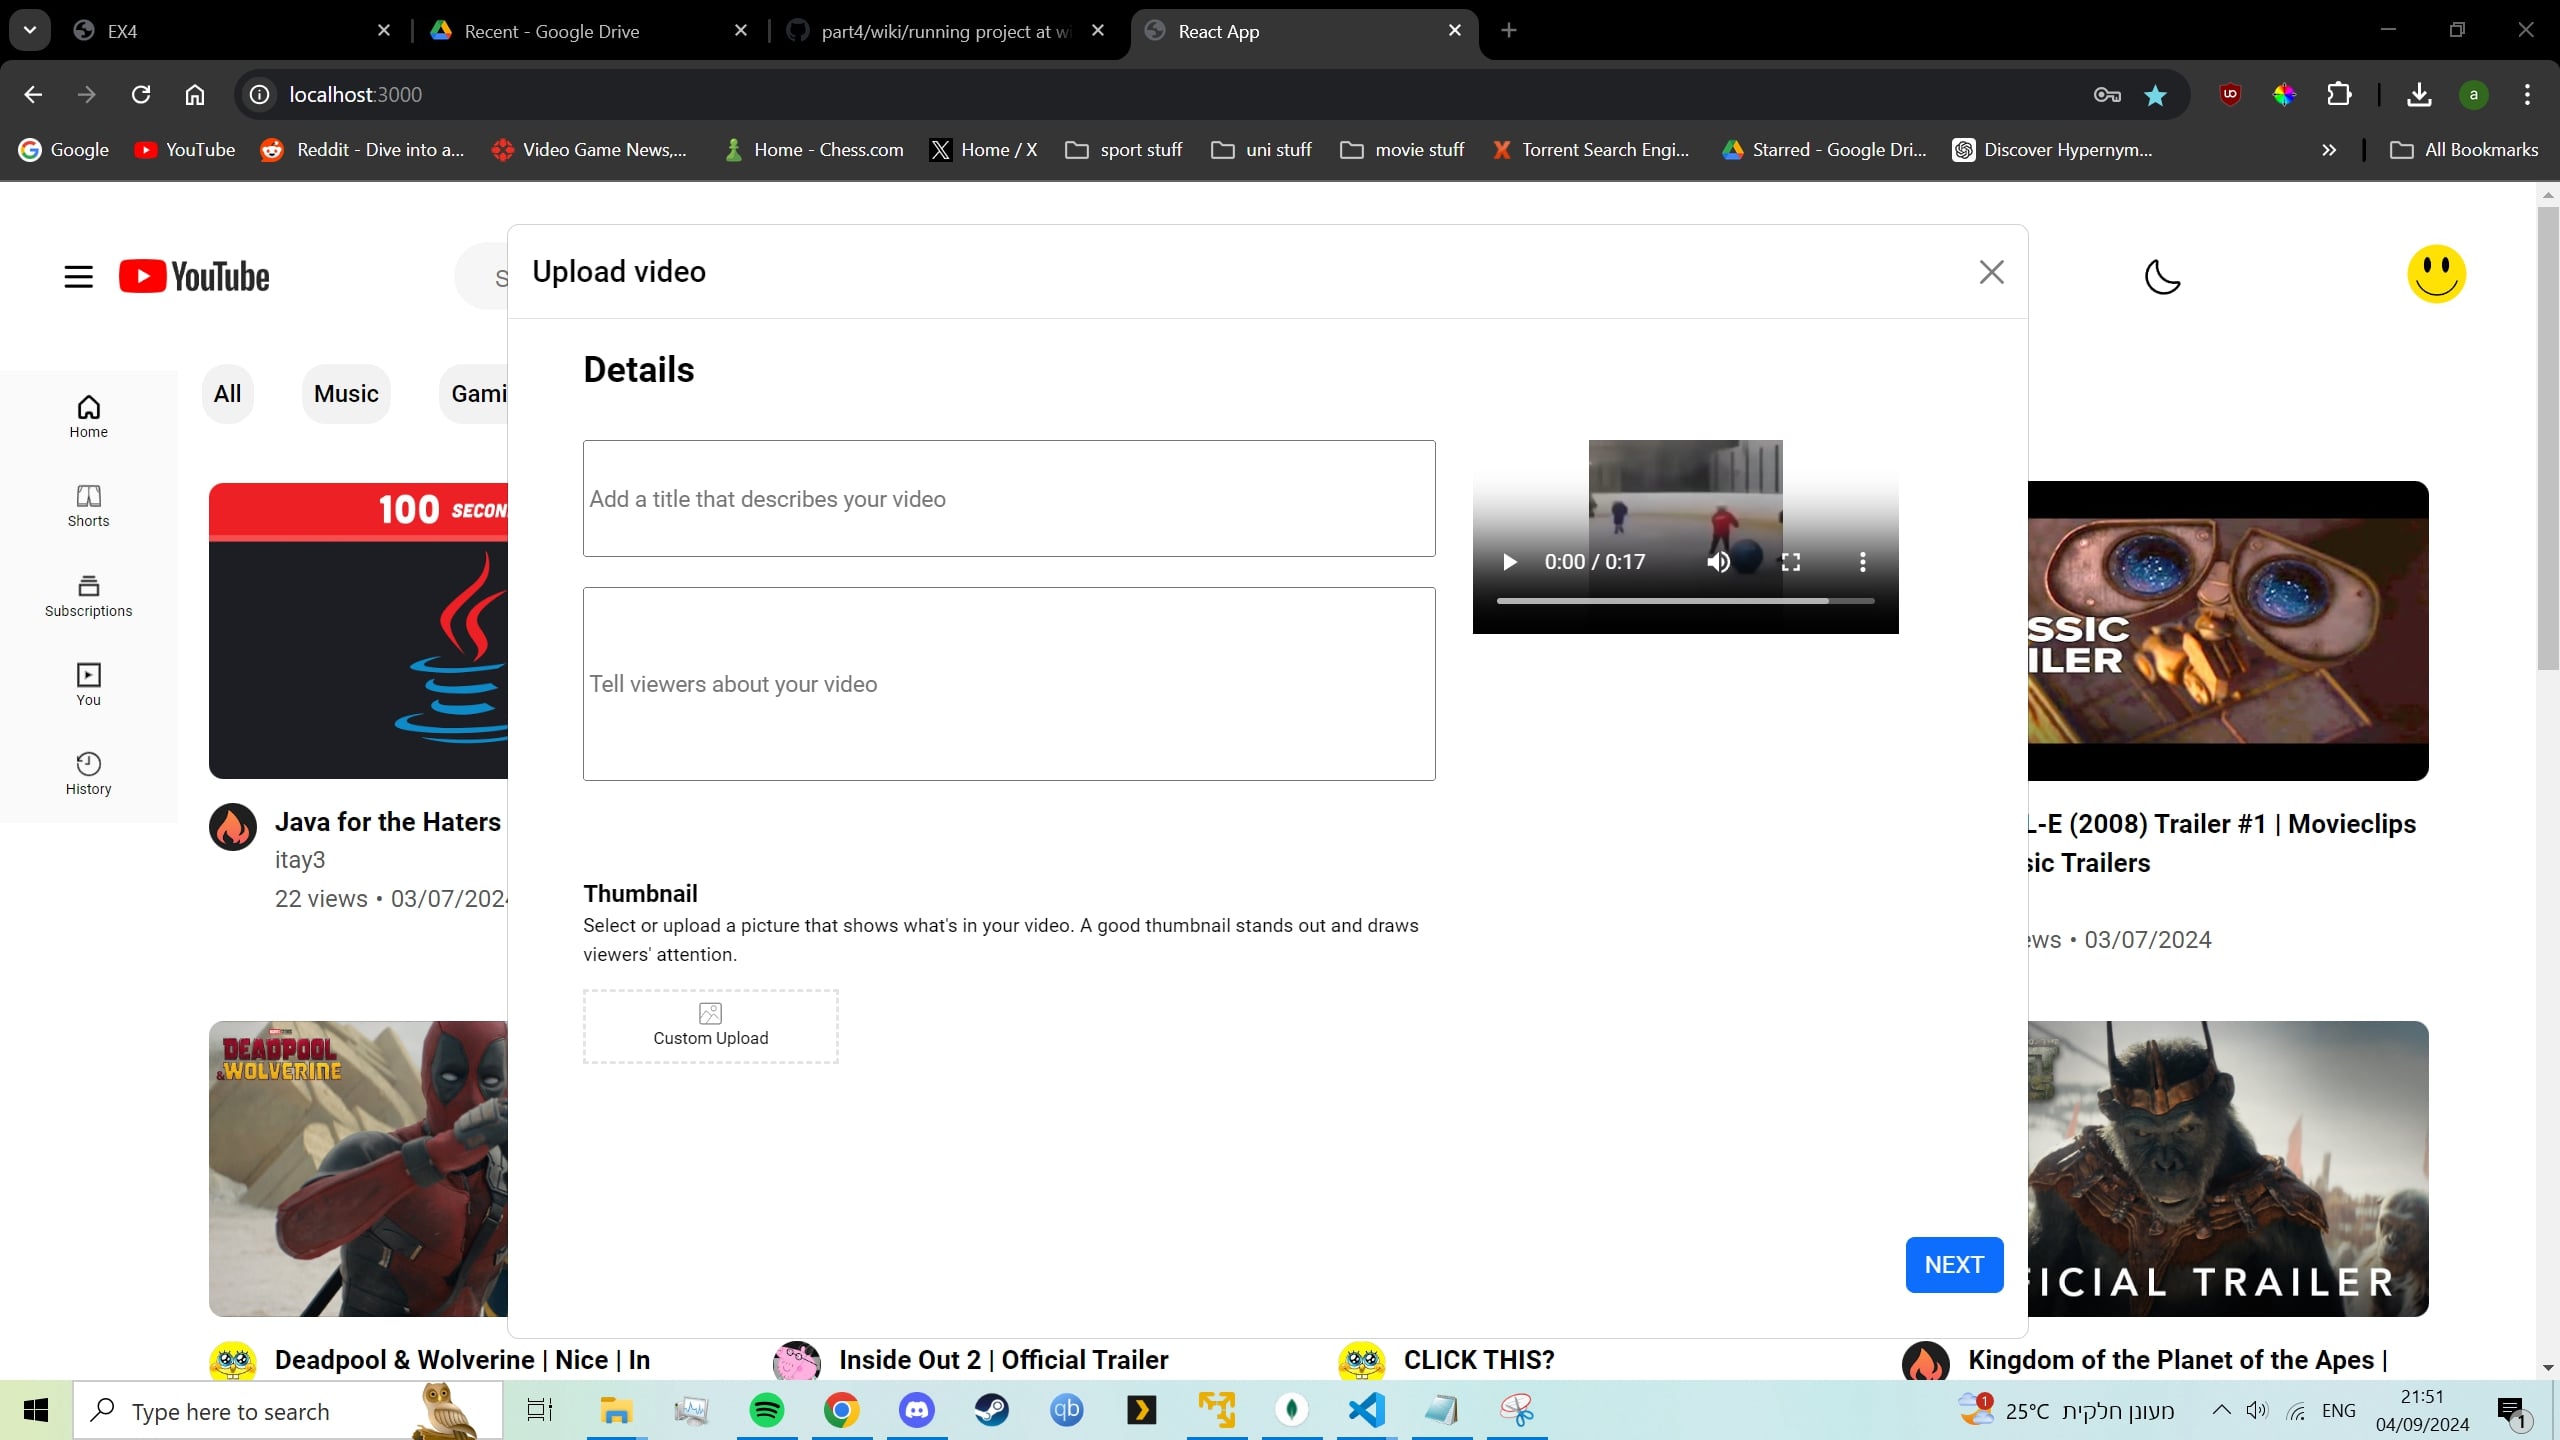 EX4
Recent - Google Drive
part4/wiki/running project at wi
React App
localhost:3000
a
Google
YouTube
Reddit - Dive into a...
Video Game News,...
Home - Chess.com
Home / X
sport stuff
uni stuff
movie stuff
Torrent Search Engi...
Starred - Google Dri...
Discover Hypernym...
»
All Bookmarks
YouTube
S
Upload video
Details
All
Music
Gami
Home
Shorts
Subscriptions
You
History
100 SECON
Add a title that describes your video
0:00 / 0:17
Tell viewers about your video
SSIC
ILER
Java for the Haters
itay3
22 views • 03/07/2024
L-E (2008) Trailer #1 | Movieclips
sic Trailers
ews • 03/07/2024
Thumbnail
Select or upload a picture that shows what's in your video. A good thumbnail stands out and draws
viewers' attention.
Custom Upload
DEADPOOL
& WOLVERINE
NEXT
FICIAL TRAILER
Deadpool & Wolverine | Nice | In
Inside Out 2 | Official Trailer
CLICK THIS?
Kingdom of the Planet of the Apes |
Type here to search
qb
1
25°C מעונן חלקית
ENG
21:51
04/09/2024
1